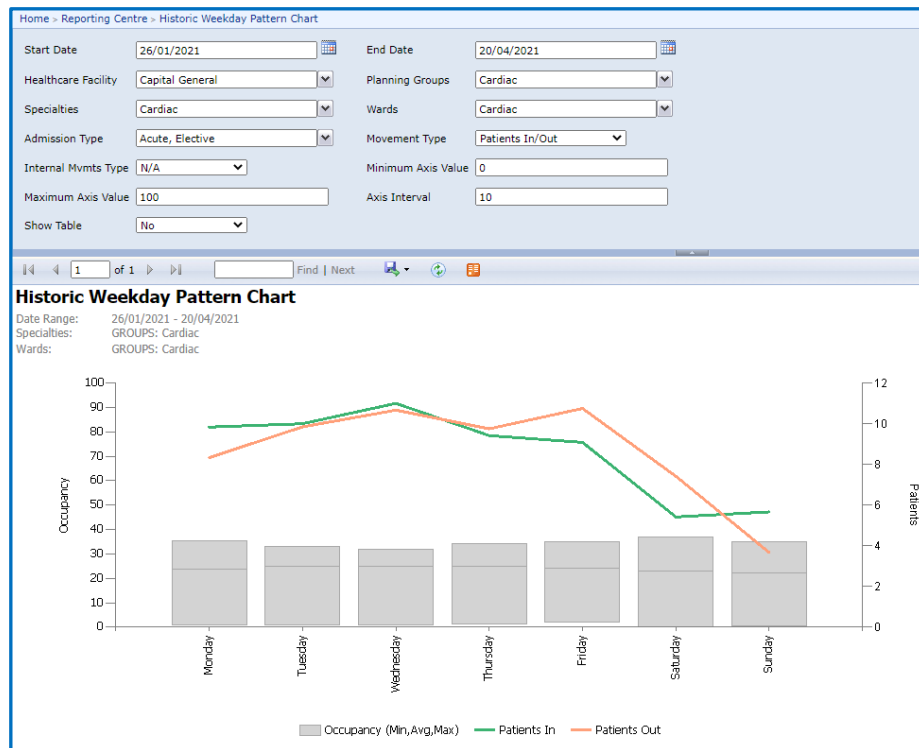 Home > Reporting Centre > Historic Weekday Pattern Chart
Start Date 26/01/2021 End Date 20/04/2021
Healthcare Facility Capital General Planning Groups Cardiac
Specialties Cardiac Wards Cardiac
Admission Type Acute, Elective Movement Type Patients In/Out
Internal Mvmts Type N/A Minimum Axis Value 0
Maximum Axis Value 100 Axis Interval 10
Show Table No
1 of 1 Find | Next
Historic Weekday Pattern Chart
Date Range: 26/01/2021 - 20/04/2021
Specialties: GROUPS: Cardiac
Wards: GROUPS: Cardiac
100
90
80
70
60
50
40
30
20
10
0
Occupancy
12
10
8
6
4
2
0
Patients
Monday
Tuesday
Wednesday
Thursday
Friday
Saturday
Sunday
Occupancy (Min,Avg,Max) Patients In Patients Out